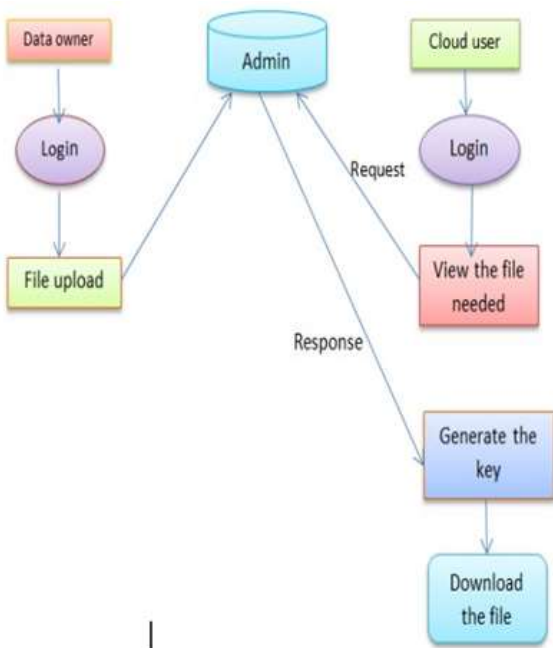 Data owner
Admin
Cloud user
Login
Login
Request
File upload
View the file
needed
Response
Generate the
key
Download
the file